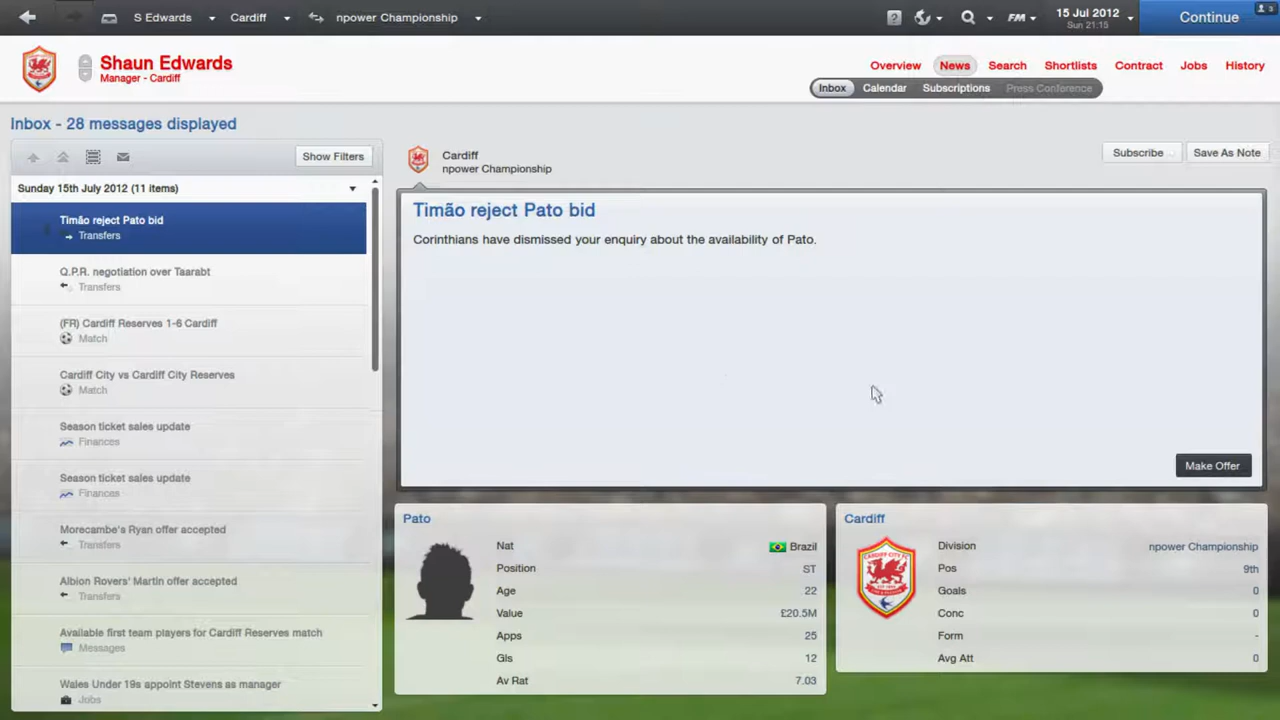 S Edwards Cardiff npower Championship
FM 15 Jul 2012 Continue 3
Sun 21:15
Shaun Edwards
Manager - Cardiff
Overview News Search Shortlists Contract Jobs History
Inbox Calendar Subscriptions Press Conference
Inbox - 28 messages displayed
Show Filters
Sunday 15th July 2012 (11 items)
Timão reject Pato bid
Transfers
Q.P.R. negotiation over Taarabt
Transfers
(FR) Cardiff Reserves 1-6 Cardiff
Match
Cardiff City vs Cardiff City Reserves
Match
Season ticket sales update
Finances
Season ticket sales update
Finances
Morecambe's Ryan offer accepted
Transfers
Albion Rovers' Martin offer accepted
Transfers
Available first team players for Cardiff Reserves match
Messages
Wales Under 19s appoint Stevens as manager
Jobs
Cardiff
npower Championship
Subscribe Save As Note
Timão reject Pato bid
Corinthians have dismissed your enquiry about the availability of Pato.
Make Offer
Pato
Nat Brazil
Position ST
Age 22
Value £20.5M
Apps 25
Gls 12
Av Rat 7.03
Cardiff
CARDIFF CITY FC
Division npower Championship
Pos 9th
Goals 0
Conc 0
Form -
Avg Att 0